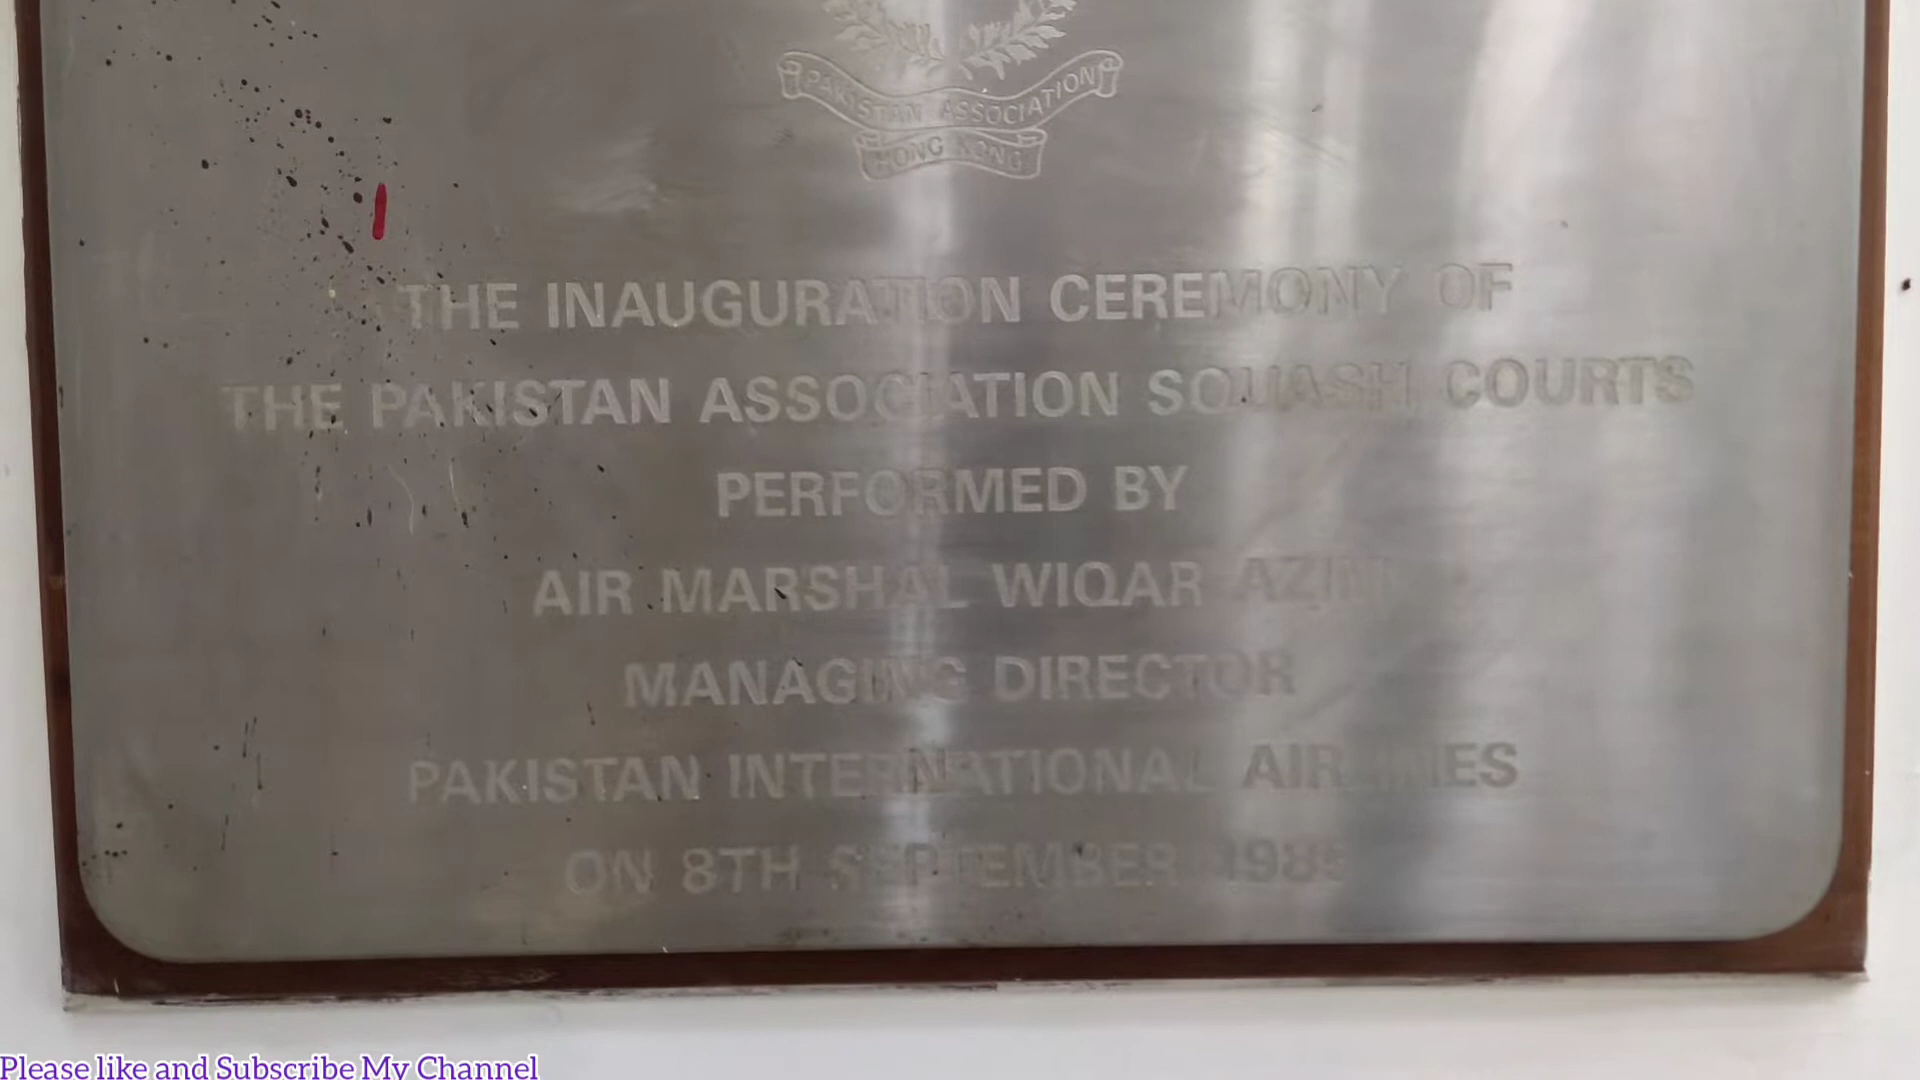 PAKISTAN ASSOCIATION
HONG KONG
THE INAUGURATION CEREMONY OF
THE PAKISTAN ASSOCIATION SQUASH COURTS
PERFORMED BY
AIR MARSHAL WIQAR AZIM
MANAGING DIRECTOR
PAKISTAN INTERNATIONAL AIRLINES
ON 8TH SEPTEMBER
Please like and Subscribe My Channel